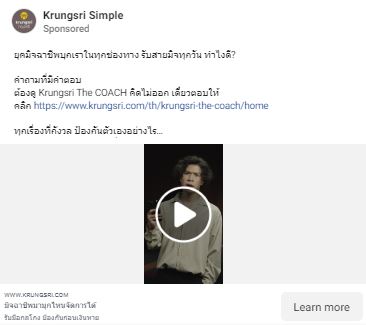 Krungsri Simple
Sponsored
ยุคมิจฉาชีพบุกเราในทุกช่องทาง รับสายมิจทุกวัน ทำไงดี?
คำถามที่มีคำตอบ
ต้องดู Krungsri The COACH คิดไม่ออก เดี๋ยวตอบให้
คลิก https://www.krungsri.com/th/krungsri-the-coach/home
ทุกเรื่องที่กังวล ป้องกันตัวเองอย่างไร...
WWW.KRUNGSRI.COM
มิจฉาชีพมามุกไหนจัดการได้
รับมือกลโกง ป้องกันก่อนเงินหาย
Learn more